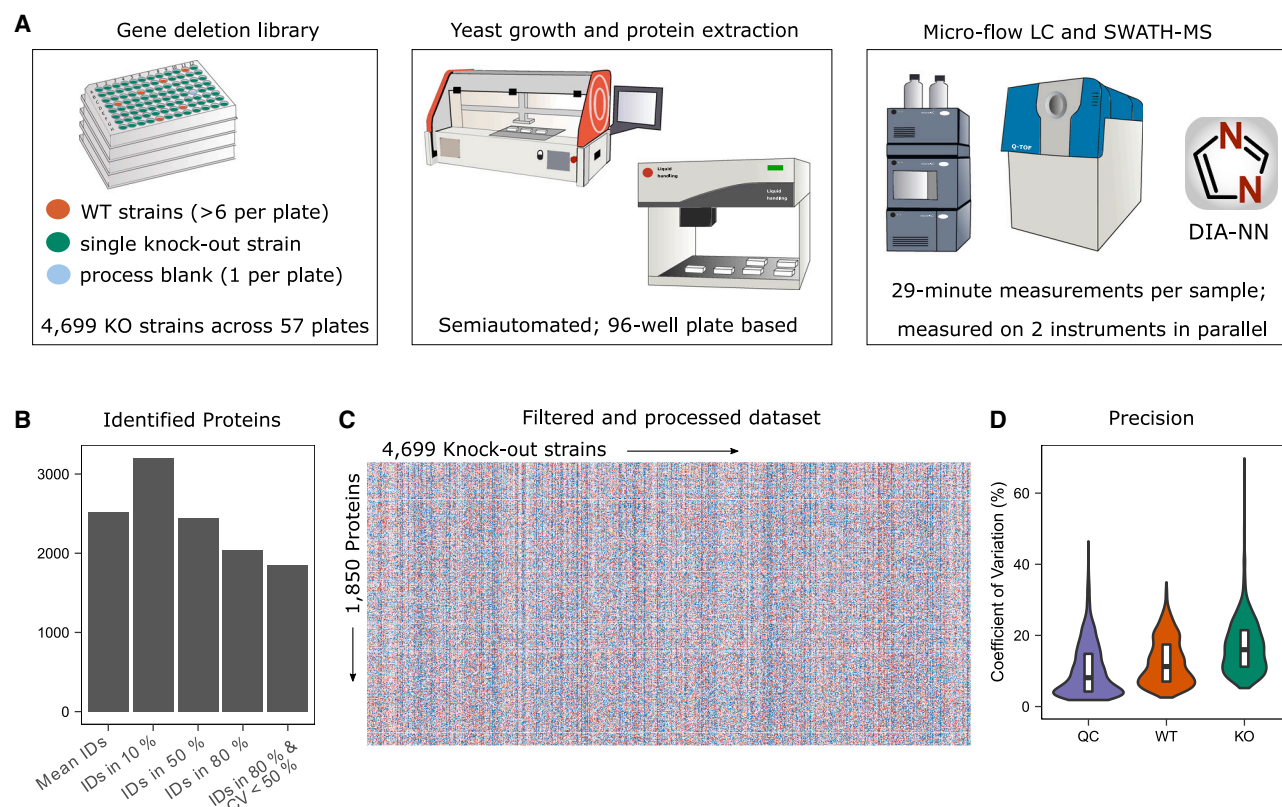 A
Gene deletion library
WT strains (>6 per plate)
single knock-out strain
process blank (1 per plate)
4,699 KO strains across 57 plates
Yeast growth and protein extraction
Liquid
handling
Liquid
handling
Semiautomated; 96-well plate based
Micro-flow LC and SWATH-MS
Q-TOF
N
N
DIA-NN
29-minute measurements per sample;
measured on 2 instruments in parallel
B
Identified Proteins
3000
2000
1000
0
Mean IDs
IDs in 10 %
IDs in 50 %
IDs in 80 %
IDs in 80 % &
CV < 50 %
C
Filtered and processed dataset
4,699 Knock-out strains
1,850 Proteins
D
Precision
Coefficient of Variation (%)
60
40
20
0
QC
WT
KO